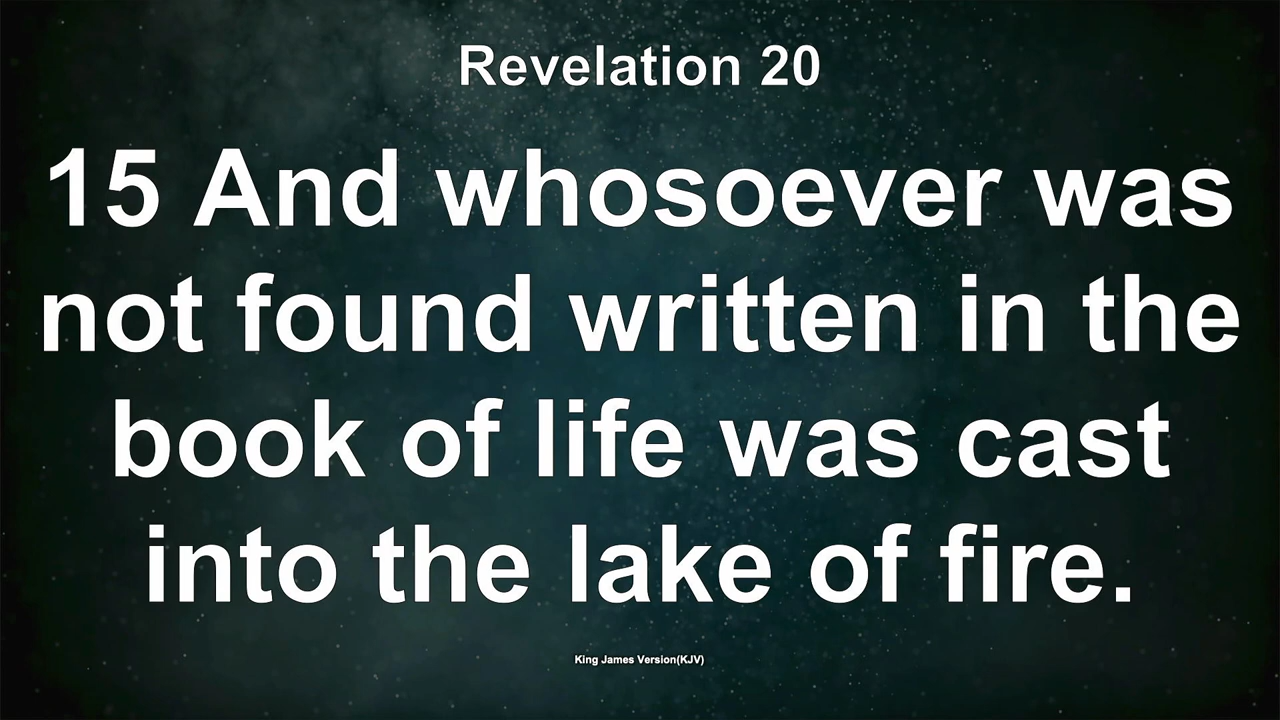 Revelation 20
15 And whosoever was
not found written in the
book of life was cast
into the lake of fire.
King James Version(KJV)